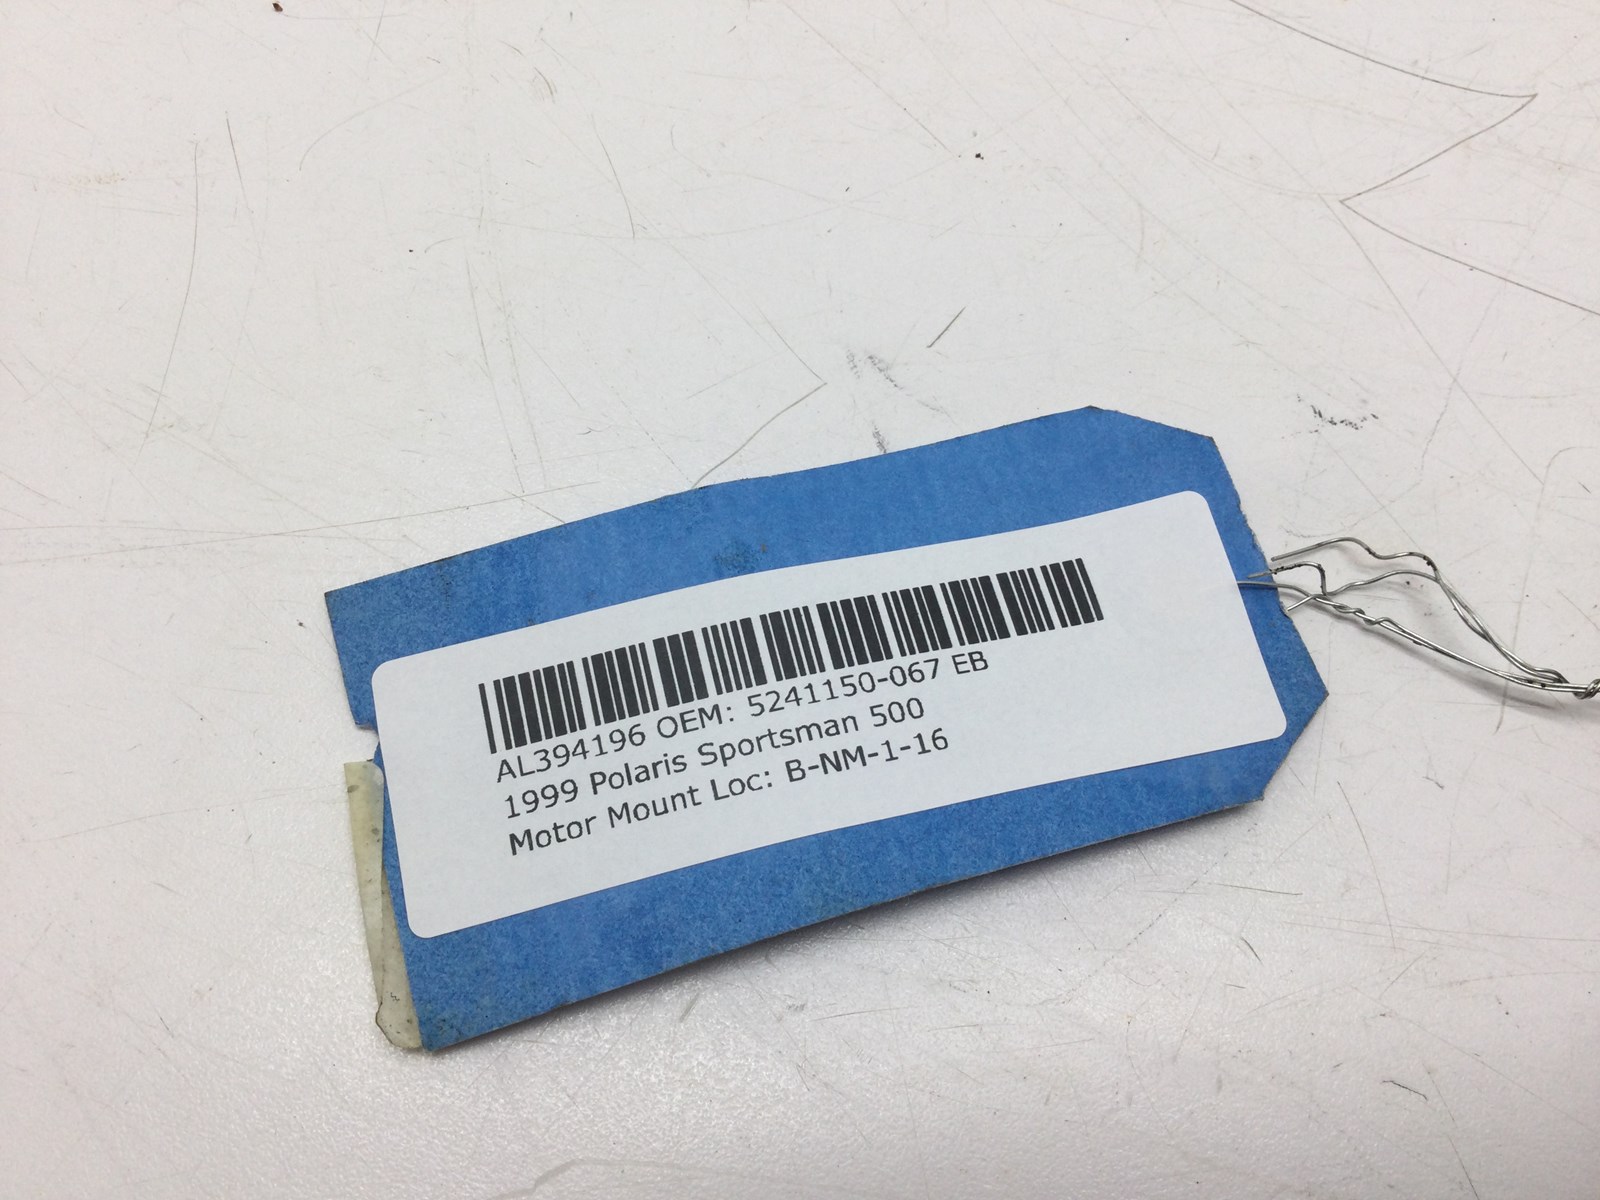 AL394196 OEM: 5241150-067 EB
1999 Polaris Sportsman 500
Motor Mount Loc: B-NM-1-16